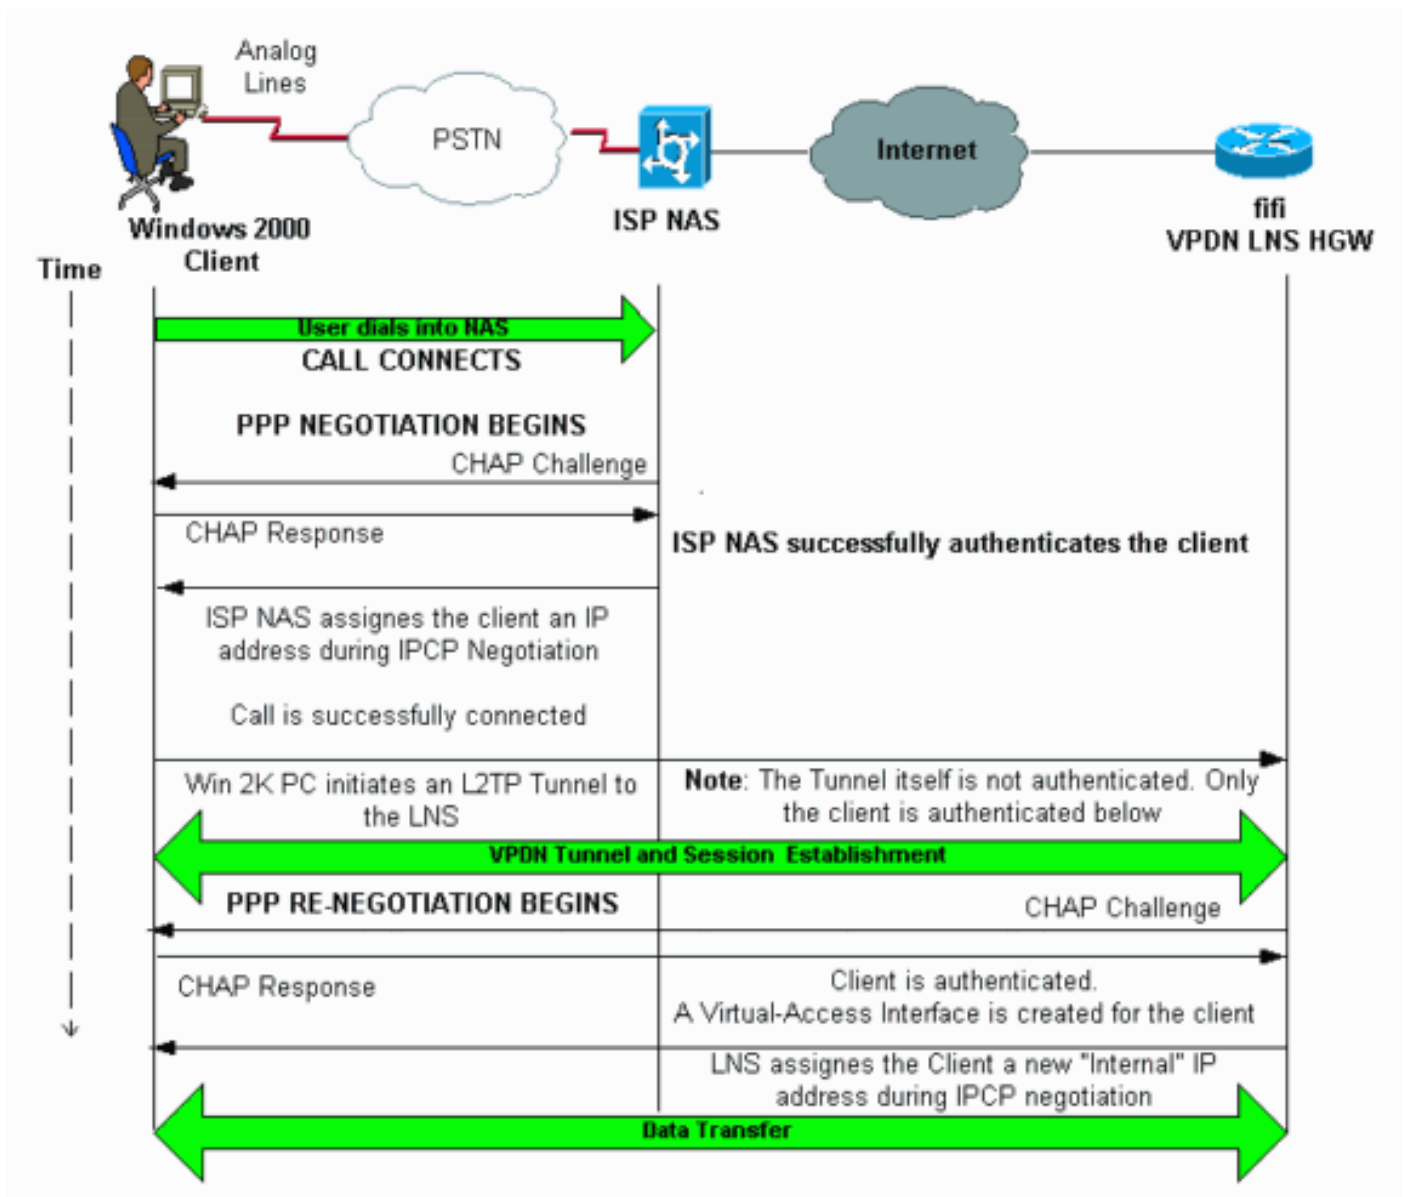 Analog
Lines
PSTN
Internet
Windows 2000
Client
ISP NAS
fifi
VPDN LNS HGW
Time
User dials into NAS
CALL CONNECTS
PPP NEGOTIATION BEGINS
CHAP Challenge
CHAP Response
ISP NAS successfully authenticates the client
ISP NAS assignes the client an IP
address during IPCP Negotiation
Call is successfully connected
Win 2K PC initiates an L2TP Tunnel to
the LNS
Note: The Tunnel itself is not authenticated. Only
the client is authenticated below
VPDN Tunnel and Session Establishment
PPP RE-NEGOTIATION BEGINS
CHAP Challenge
CHAP Response
Client is authenticated.
A Virtual-Access Interface is created for the client
LNS assignes the Client a new "Internal" IP
address during IPCP negotiation
Data Transfer